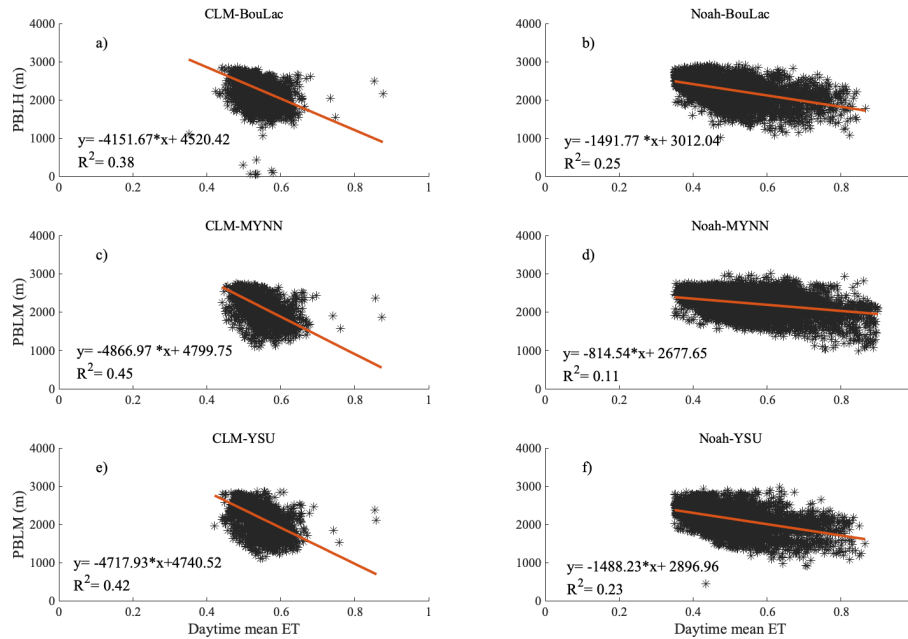 CLM-BouLac
4000
3000
2000
1000
0
PBLH (m)
a)
y= -4151.67*x+ 4520.42
R2= 0.38
0
0.2
0.4
0.6
0.8
1
Noah-BouLac
4000
3000
2000
1000
0
b)
y= -1491.77 *x+ 3012.04
R2= 0.25
0
0.2
0.4
0.6
0.8
CLM-MYNN
4000
3000
2000
1000
0
PBLM (m)
c)
y= -4866.97 *x+ 4799.75
R2= 0.45
0
0.2
0.4
0.6
0.8
1
Noah-MYNN
4000
3000
2000
1000
0
d)
y= -814.54*x+ 2677.65
R2= 0.11
0
0.2
0.4
0.6
0.8
CLM-YSU
4000
3000
2000
1000
0
PBLM (m)
e)
y= -4717.93*x+4740.52
R2= 0.42
0
0.2
0.4
0.6
0.8
1
Daytime mean ET
Noah-YSU
4000
3000
2000
1000
0
f)
y= -1488.23*x+ 2896.96
R2= 0.23
0
0.2
0.4
0.6
0.8
Daytime mean ET